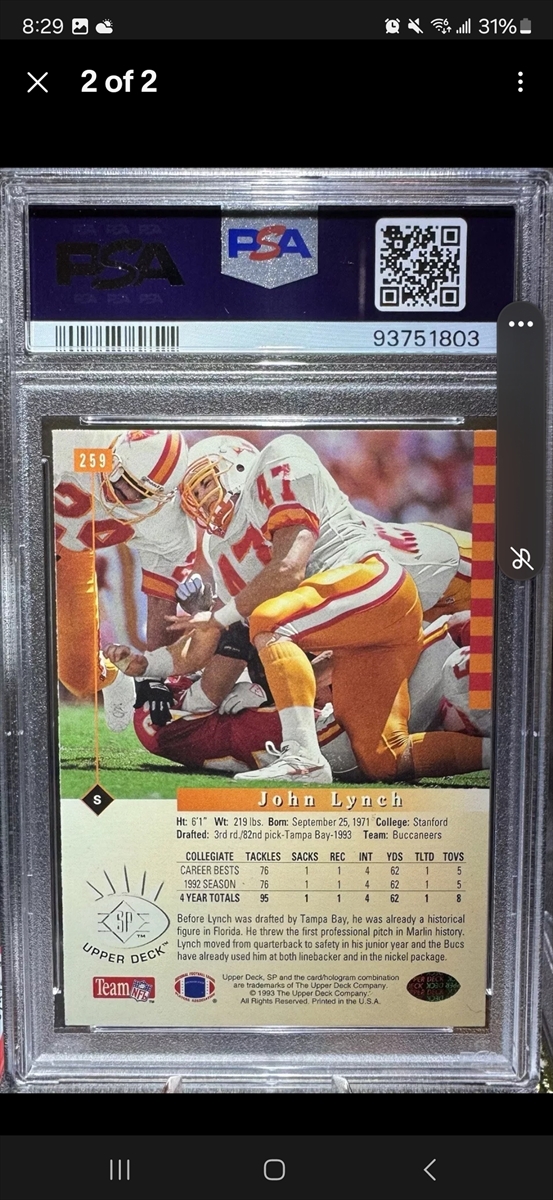 8:29
31%
2 of 2
PSA
PSA
93751803
259
47
47
24
S
John Lynch
Ht: 6'1" Wt: 219 lbs. Born: September 25, 1971 College: Stanford
Drafted: 3rd rd./82nd pick-Tampa Bay-1993 Team: Buccaneers
COLLEGIATE TACKLES SACKS REC INT YDS TLTD TOVS
CAREER BESTS 76 1 1 4 62 1 5
1992 SEASON 76 1 1 4 62 1 5
4 YEAR TOTALS 95 1 1 4 62 1 8
Before Lynch was drafted by Tampa Bay, he was already a historical
figure in Florida. He threw the first professional pitch in Marlin history.
Lynch moved from quarterback to safety in his junior year and the Bucs
have already used him at both linebacker and in the nickel package.
SP™
UPPER DECK™
Team NFL™
Upper Deck, SP and the card/hologram combination
are trademarks of The Upper Deck Company.
© 1993 The Upper Deck Company.
All Rights Reserved. Printed in the U.S.A.